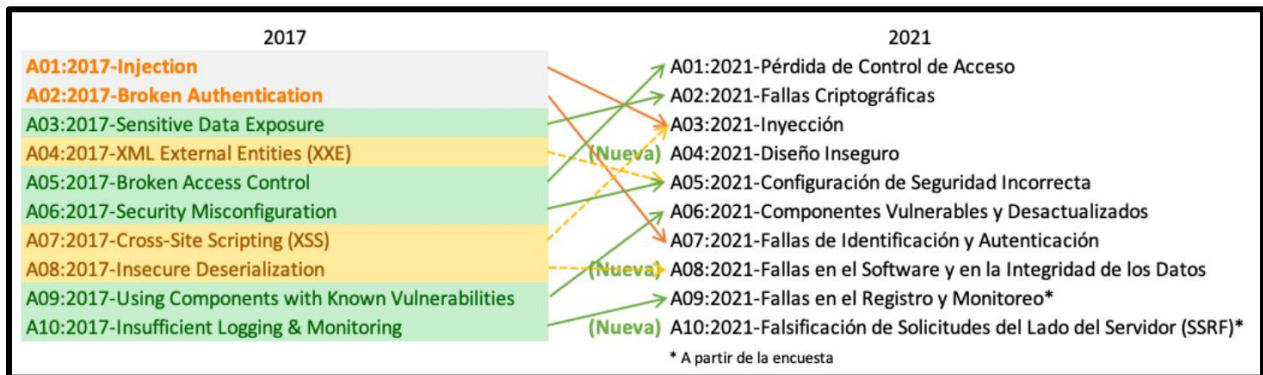 2017
A01:2017-Injection
A02:2017-Broken Authentication
A03:2017-Sensitive Data Exposure
A04:2017-XML External Entities (XXE)
A05:2017-Broken Access Control
A06:2017-Security Misconfiguration
A07:2017-Cross-Site Scripting (XSS)
A08:2017-Insecure Deserialization
A09:2017-Using Components with Known Vulnerabilities
A10:2017-Insufficient Logging & Monitoring
2021
A01:2021-Pérdida de Control de Acceso
A02:2021-Fallas Criptográficas
A03:2021-Inyección
(Nueva) A04:2021-Diseño Inseguro
A05:2021-Configuración de Seguridad Incorrecta
A06:2021-Componentes Vulnerables y Desactualizados
A07:2021-Fallas de Identificación y Autenticación
(Nueva) A08:2021-Fallas en el Software y en la Integridad de los Datos
A09:2021-Fallas en el Registro y Monitoreo*
(Nueva) A10:2021-Falsificación de Solicitudes del Lado del Servidor (SSRF)*
* A partir de la encuesta